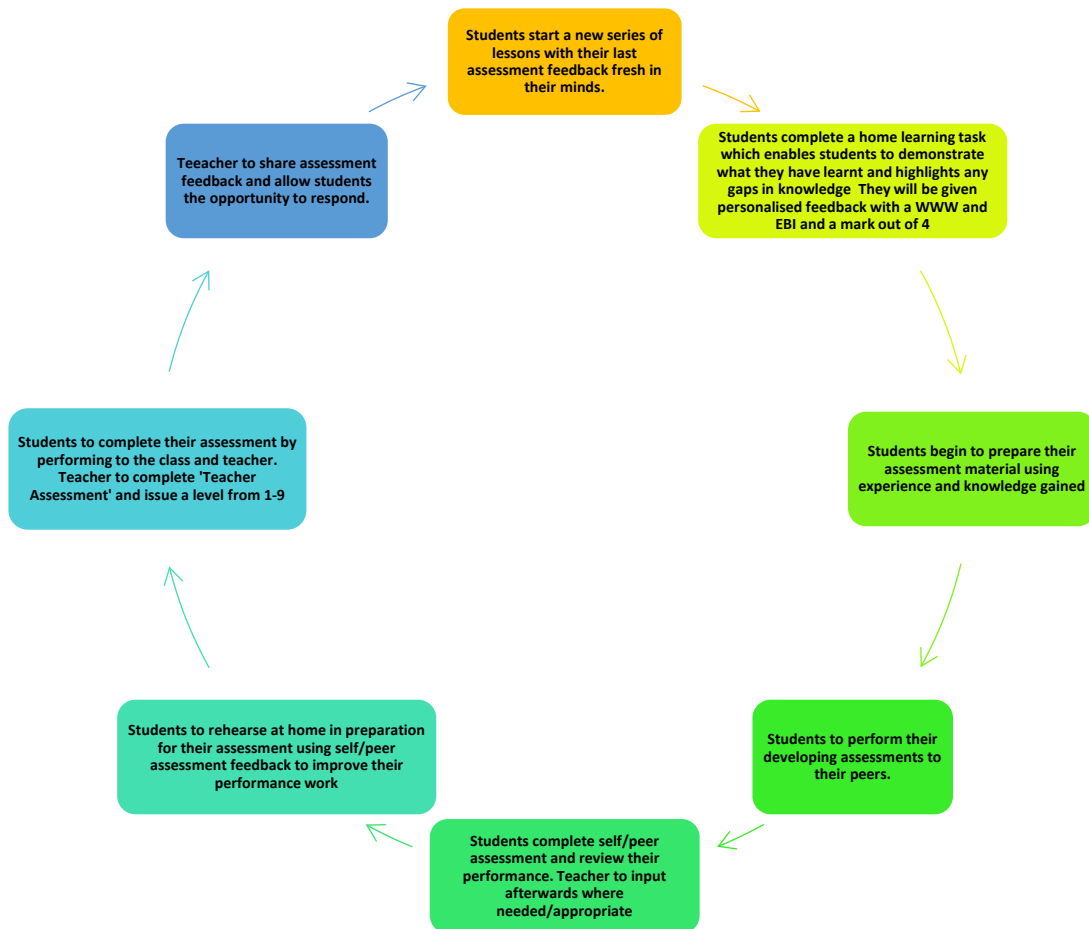 Students start a new series of
lessons with their last
assessment feedback fresh in
their minds.
Students complete a home learning task
which enables students to demonstrate
what they have learnt and highlights any
gaps in knowledge  They will be given
personalised feedback with a WWW and
EBI and a mark out of 4
Students begin to prepare their
assessment material using
experience and knowledge gained
Students to perform their
developing assessments to
their peers.
Students complete self/peer
assessment and review their
performance. Teacher to input
afterwards where
needed/appropriate
Students to rehearse at home in preparation
for their assessment using self/peer
assessment feedback to improve their
performance work
Students to complete their assessment by
performing to the class and teacher.
Teacher to complete 'Teacher
Assessment' and issue a level from 1-9
Teeacher to share assessment
feedback and allow students
the opportunity to respond.